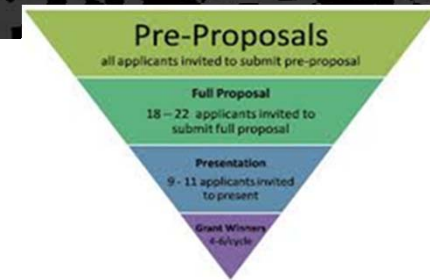 Pre-Proposals
all applicants invited to submit pre-proposal
Full Proposal
18 – 22 applicants invited to
submit full proposal
Presentation
9 - 11 applicants invited
to present
Grant Winners
4-6/cycle